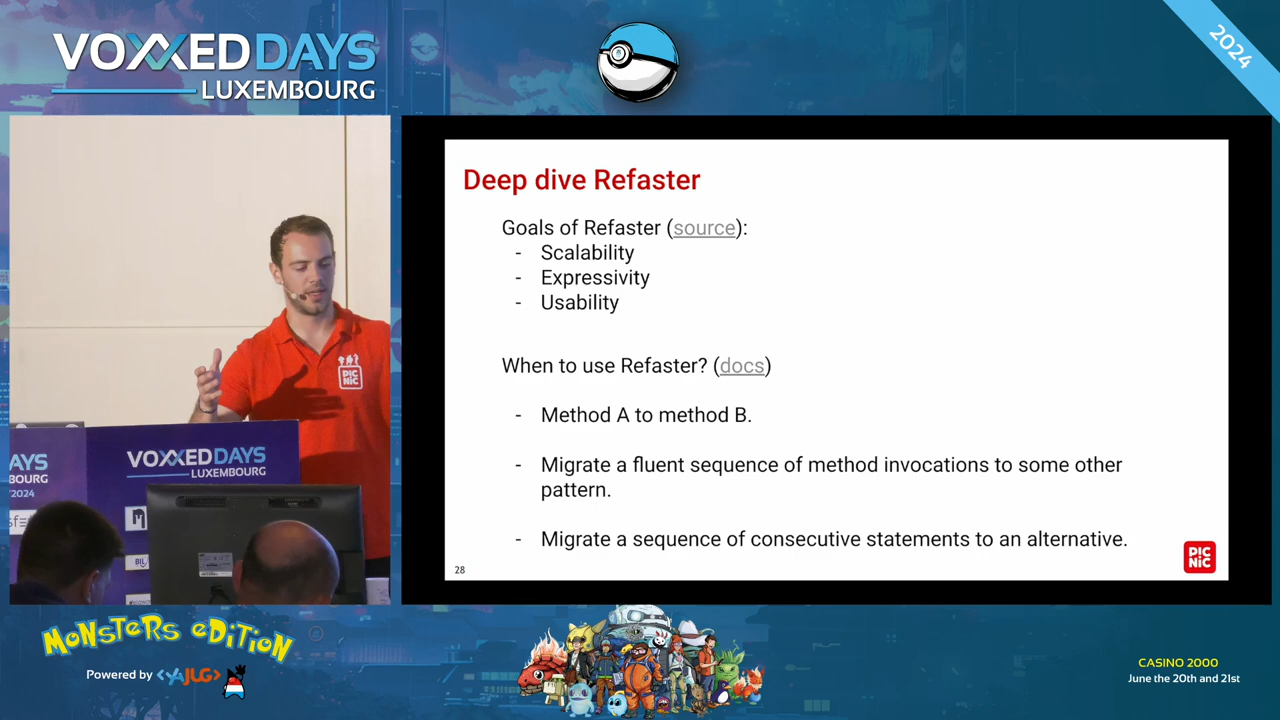 VOXXEDDAYS
LUXEMBOURG
2024
Deep dive Refaster
Goals of Refaster (source):
- Scalability
- Expressivity
- Usability
When to use Refaster? (docs)
- Method A to method B.
- Migrate a fluent sequence of method invocations to some other
pattern.
- Migrate a sequence of consecutive statements to an alternative.
28
PIC
NIC
PIC
NIC
VOXXEDDAYS
LUXEMBOURG
AYS
BOURG
/2024
BIL
MONSTERS EDITION
Powered by <YAJUG>
CASINO 2000
June the 20th and 21st